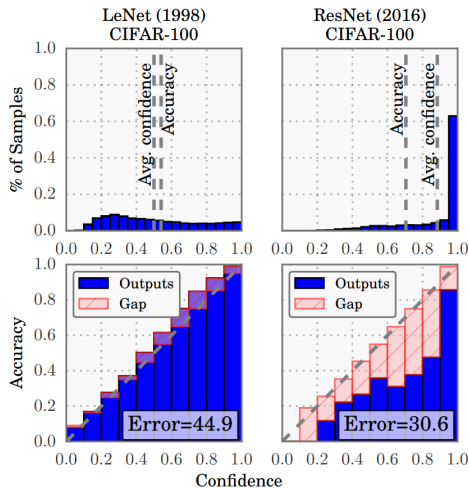 LeNet (1998)
CIFAR-100
ResNet (2016)
CIFAR-100
% of Samples
1.0
0.8
0.6
0.4
0.2
0.0
Avg. confidence
Accuracy
Accuracy
Avg. confidence
0.0 0.2 0.4 0.6 0.8 1.0
0.0 0.2 0.4 0.6 0.8 1.0
Accuracy
1.0
0.8
0.6
0.4
0.2
0.0
Outputs
Gap
Error=44.9
Outputs
Gap
Error=30.6
0.0 0.2 0.4 0.6 0.8 1.0
0.0 0.2 0.4 0.6 0.8 1.0
Confidence